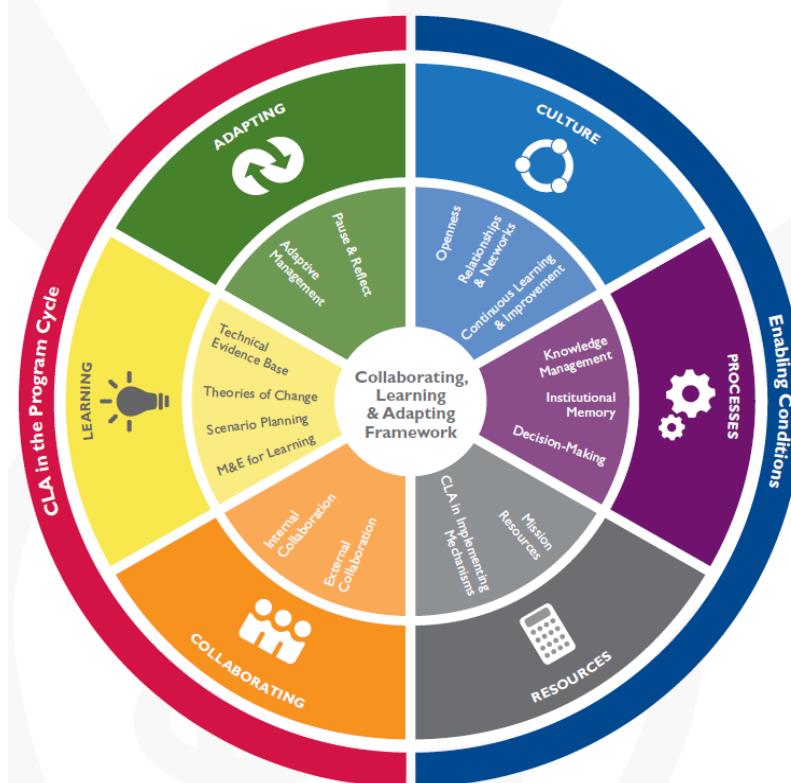 CLA in the Program Cycle
Enabling Conditions
ADAPTING
Adaptive
Management
Pause & Reflect
CULTURE
Openness
Relationships
& Networks
Continuous Learning
& Improvement
LEARNING
Technical
Evidence Base
Theories of Change
Scenario Planning
M&E for Learning
Collaborating,
Learning
& Adapting
Framework
PROCESSES
Knowledge
Management
Institutional
Memory
Decision-Making
COLLABORATING
Internal
Collaboration
External
Collaboration
RESOURCES
CLA in Implementing
Mechanisms
Mission
Resources